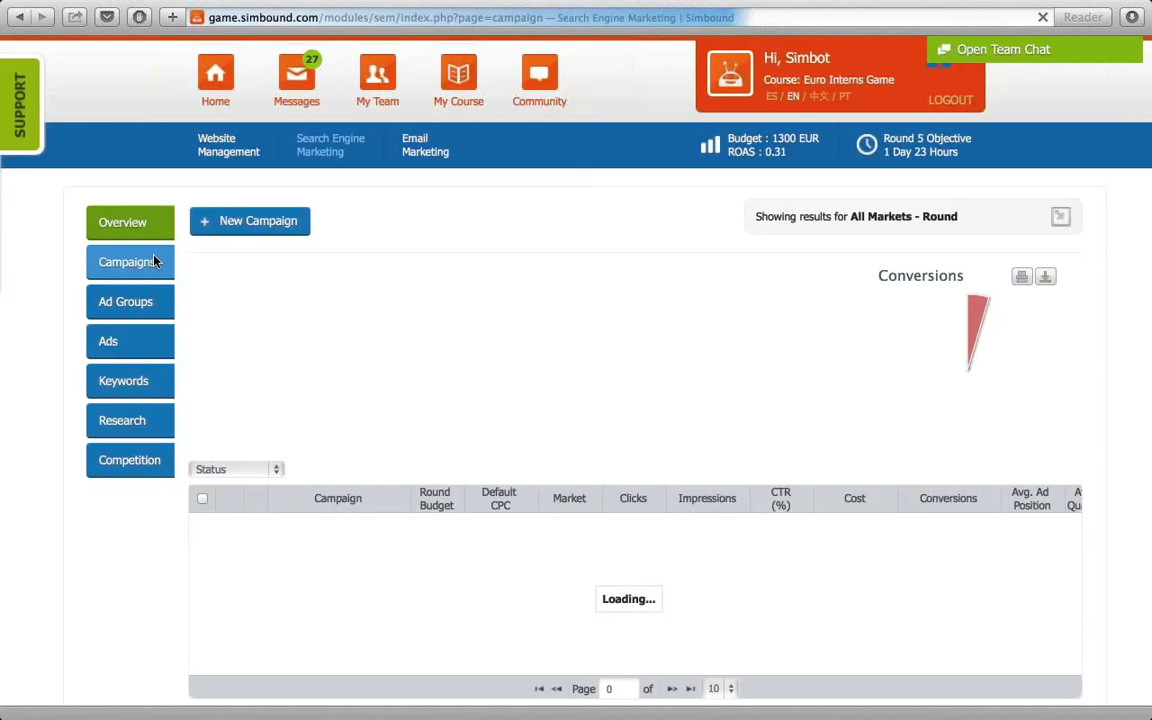 game.simbound.com/modules/sem/index.php?page=campaign — Search Engine Marketing | Simbound
Reader
SUPPORT
Home
27
Messages
My Team
My Course
Community
Hi, Simbot
Course: Euro Interns Game
ES / EN / 中文 / PT
LOGOUT
Open Team Chat
Website
Management
Search Engine
Marketing
Email
Marketing
Budget : 1300 EUR
ROAS : 0.31
Round 5 Objective
1 Day 23 Hours
Overview
Campaigns
Ad Groups
Ads
Keywords
Research
Competition
+ New Campaign
Showing results for All Markets - Round
Conversions
Status
Campaign
Round
Budget
Default
CPC
Market
Clicks
Impressions
CTR
(%)
Cost
Conversions
Avg. Ad
Position
Loading...
Page 0 of
10